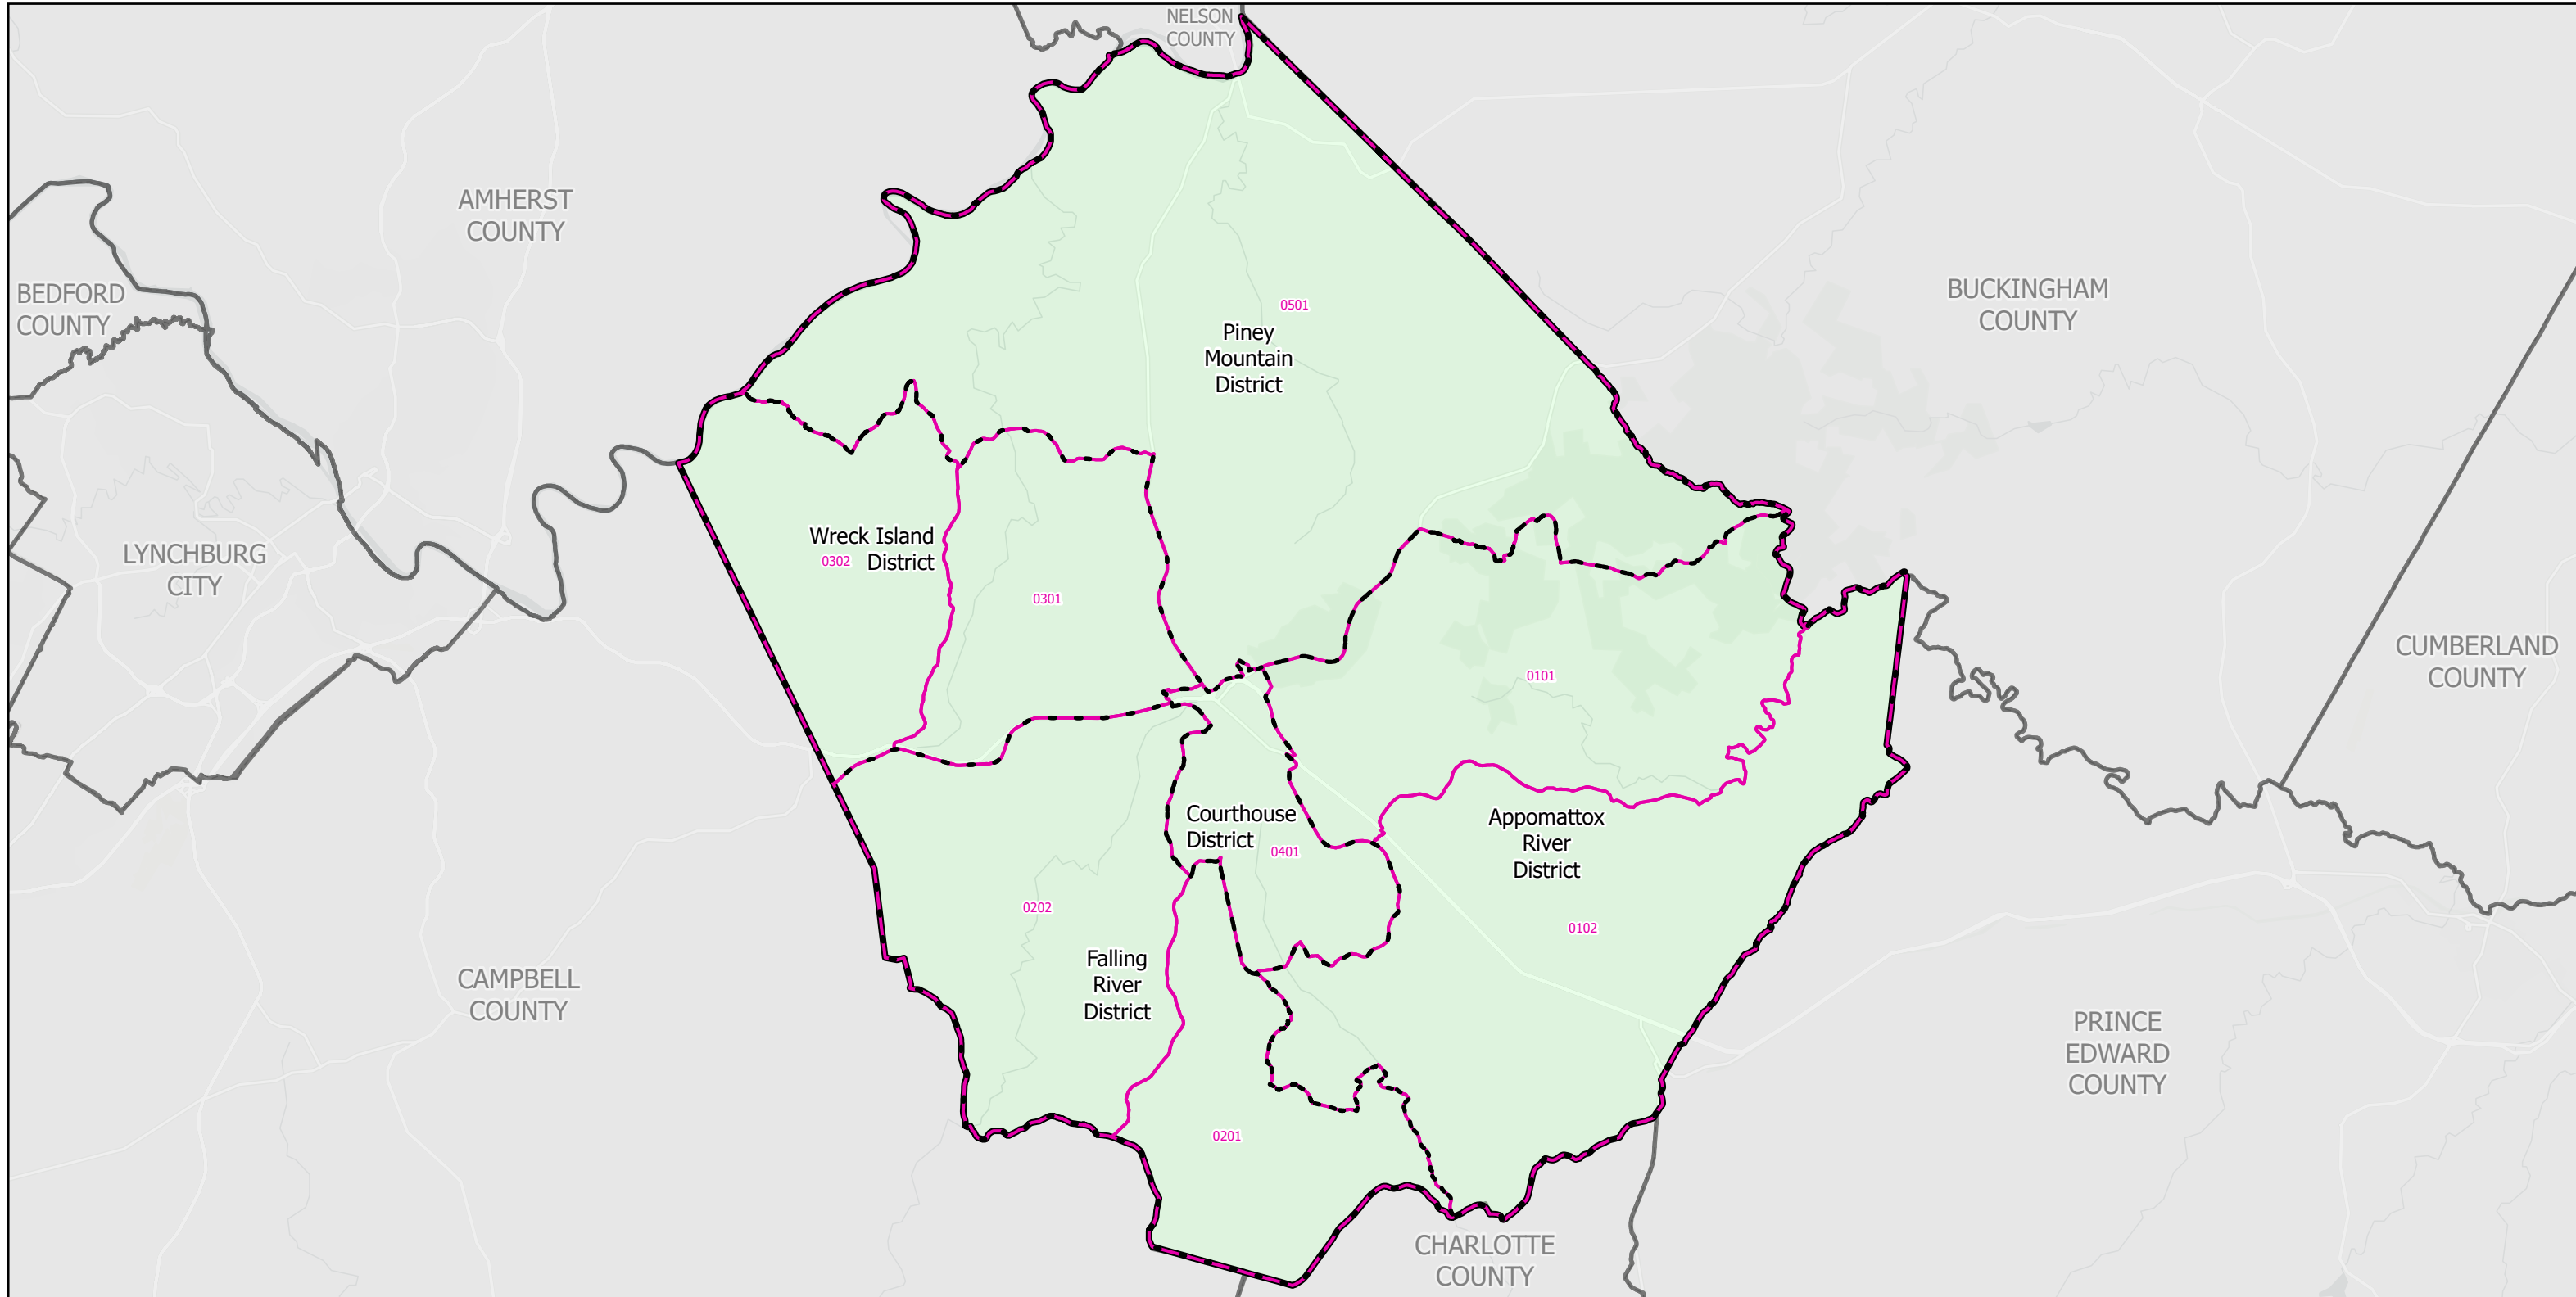 NELSON
COUNTY
AMHERST
COUNTY
BEDFORD
COUNTY
BUCKINGHAM
COUNTY
0501
Piney
Mountain
District
LYNCHBURG
CITY
Wreck Island
District
0302
0301
CUMBERLAND
COUNTY
0101
Courthouse
District
0401
Appomattox
River
District
0202
0102
Falling
River
District
CAMPBELL
COUNTY
PRINCE
EDWARD
COUNTY
0201
CHARLOTTE
COUNTY